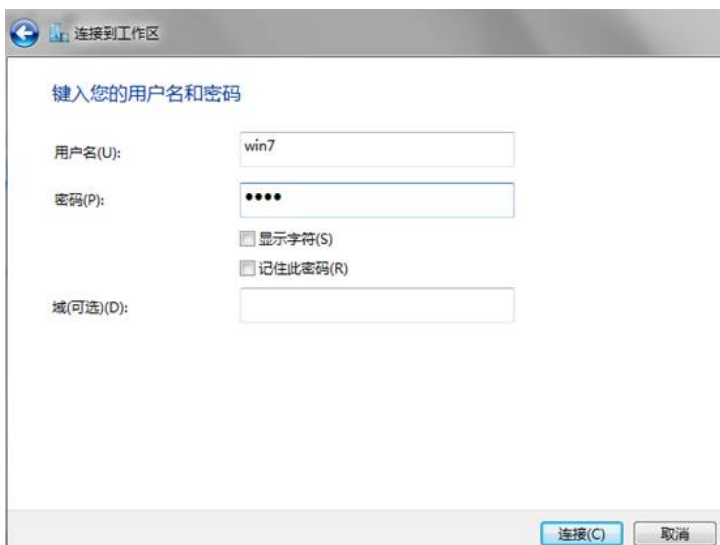 连接到工作区
键入您的用户名和密码
用户名(U):
win7
密码(P):
••••
显示字符(S)
记住此密码(R)
域(可选)(D):
连接(C)
取消